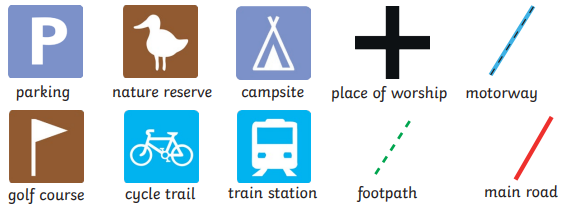 P
parking nature reserve campsite place of worship motorway
golf course cycle trail train station footpath main road